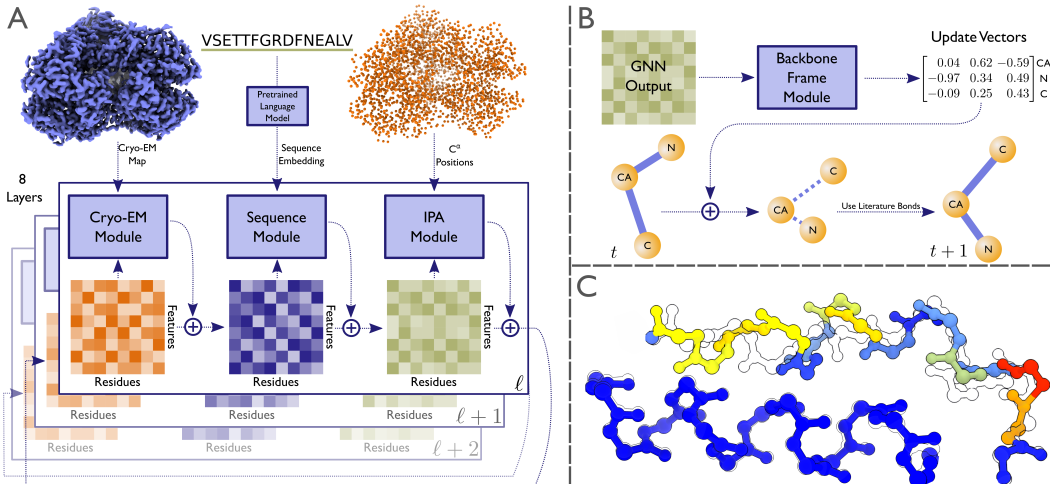 A
VSETTFGRDFNEALV
Pretrained
Language
Model
Cryo-EM
Map
Sequence
Embedding
Cα
Positions
8
Layers
Cryo-EM
Module
Sequence
Module
IPA
Module
Features
Features
Features
Residues
Residues
Residues
ℓ
Residues
Residues
Residues
ℓ + 1
Residues
Residues
Residues
ℓ + 2
B
GNN
Output
Backbone
Frame
Module
Update Vectors
0.04 0.62 −0.59 CA
−0.97 0.34 0.49 N
−0.09 0.25 0.43 C
N
CA
C
t
C
CA
N
Use Literature Bonds
C
CA
N
t + 1
C